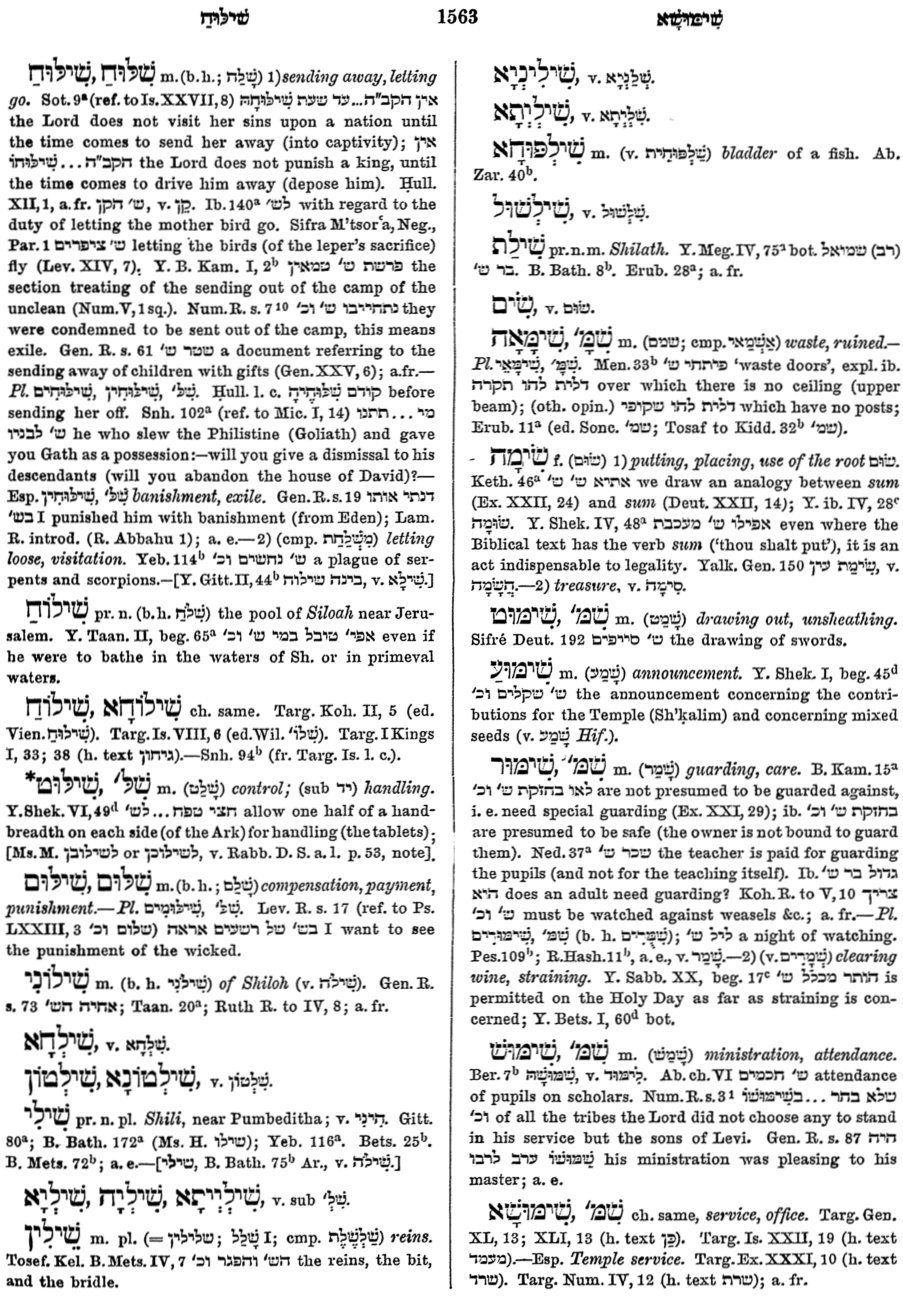 שִׁילּוּחַ 1563 שִׁימּוּשָׁא
שִׁילּוּחַ, שִׁלּוּחַ m. (b. h.; שָׁלַח) 1) sending away, letting
go. Sot. 9ª (ref. to Is. XXVII, 8) אין הקב"ה...עד שעת שִׁילּוּחָהּ
the Lord does not visit her sins upon a nation until
the time comes to send her away (into captivity); אין
הקב"ה...שִׁילּוּחוֹ the Lord does not punish a king, until
the time comes to drive him away (depose him). Ḥull.
XII, 1, a. fr. ש' הקן, v. קֵן. Ib. 140ª לש' with regard to the
duty of letting the mother bird go. Sifra M'tsorʿa, Neg.,
Par. 1 ש' ציפרים letting the birds (of the leper's sacrifice)
fly (Lev. XIV, 7). Y. B. Kam. I, 2ᵇ פרשת ש' טמאין the
section treating of the sending out of the camp of the
unclean (Num. V, 1 sq.). Num. R. s. 7¹⁰ נתחייבו ש' וכ' they
were condemned to be sent out of the camp, this means
exile. Gen. R. s. 61 שטר ש' a document referring to the
sending away of children with gifts (Gen. XXV, 6); a. fr.—
Pl. שִׁילּוּחִים, שִׁילּוּחִין, שִׁלּ'. Ḥull. l. c. קודם שִׁלּוּחֶיהָ before
sending her off. Snh. 102ª (ref. to Mic. I, 14) מי...תתנו
ש' לבניו he who slew the Philistine (Goliath) and gave
you Gath as a possession:—will you give a dismissal to his
descendants (will you abandon the house of David)?—
Esp. שִׁילּוּחִין, שִׁלּ' banishment, exile. Gen. R. s. 19 דנתי אותו
בש' I punished him with banishment (from Eden); Lam.
R. introd. (R. Abbahu 1); a. e.—2) (cmp. מִשְׁלַחַת) letting
loose, visitation. Yeb. 114ᵇ ש' נחשים וכ' a plague of ser-
pents and scorpions.—[Y. Gitt. II, 44ᵇ בינה שילוח, v. שִׁילָא.]
שִׁילוֹחַ pr. n. (b. h. שִׁלֹחַ) the pool of Siloah near Jeru-
salem. Y. Taan. II, beg. 65ª אפי' טובל במי ש' וכ' even if
he were to bathe in the waters of Sh. or in primeval
waters.
שִׁילוֹחַ, שִׁילוֹחָא ch. same. Targ. Koh. II, 5 (ed.
Vien. שִׁילּוּחַ). Targ. Is. VIII, 6 (ed. Wil. שִׁלּוֹ'). Targ. I Kings
I, 33; 38 (h. text גיחון).—Snh. 94ᵇ (fr. Targ. Is. l. c.).
*שִׁילּוּט, שִׁלּ' m. (שָׁלַט) control; (sub יד) handling.
Y. Shek. VI, 49ᵈ חצי טפח...לש' allow one half of a hand-
breadth on each side (of the Ark) for handling (the tablets);
[Ms. M. לשילובן or לשילוכן, v. Rabb. D. S. a. l. p. 53, note].
שִׁילּוּם, שִׁלּוּם m. (b. h.; שָׁלֵם) compensation, payment,
punishment.—Pl. שִׁילּוּמִים, שִׁלּ'. Lev. R. s. 17 (ref. to Ps.
LXXIII, 3 שלום וכ') בש' של רשעים אראה I want to see
the punishment of the wicked.
שִׁילוֹנִי m. (b. h. שִׁילֹנִי) of Shiloh (v. שִׁילֹה). Gen. R.
s. 73 אחיה הש'; Taan. 20ª; Ruth R. to IV, 8; a. fr.
שִׁילְחָא, v. שִׁלְחָא.
שִׁילְטוֹן, שִׁילְטוֹנָא, v. שִׁלְטוֹן.
שִׁילִי pr. n. pl. Shili, near Pumbeditha; v. חִינֵי. Gitt.
80ª; B. Bath. 172ª (Ms. H. שילו); Yeb. 116ª. Bets. 25ᵇ.
B. Mets. 72ᵇ; a. e.—[שילי, B. Bath. 75ᵇ Ar., v. שִׁילֹה.]
שִׁילְיָא, שִׁילְיָה, שִׁילְיְיתָא, v. sub שִׁלְ'.
שֵׁילִין m. pl. (= שלילין; שָׁלַל I; cmp. שַׁלְשֶׁלֶת) reins.
Tosef. Kel. B. Mets. IV, 7 הש' והפגר וכ' the reins, the bit,
and the bridle.
שִׁילִינְיָא, v. שִׁלַּנְיָא.
שִׁילְיְתָא, v. שִׁלְיְתָא.
שִׁילְפּוּחָא m. (v. שַׁלְפּוּחִית) bladder of a fish. Ab.
Zar. 40ᵇ.
שִׁילְשׁוּל, v. שִׁלְשׁוּל.
שִׁילַת pr. n. m. Shilath. Y. Meg. IV, 75ª bot. (רב) שמואל
בר ש'. B. Bath. 8ᵇ. Erub. 28ª; a. fr.
שִׂים, v. שׂוּם.
שִׁימָּאָה, שִׁמָּ' m. (שמם; cmp. אַשְׁמָאי) waste, ruined.—
Pl. שִׁימָּאֵי, שִׁמָּ'. Men. 33ᵇ פיתחי ש' 'waste doors', expl. ib.
דלית להו תקרה over which there is no ceiling (upper
beam); (oth. opin.) דלית להו שקופי which have no posts;
Erub. 11ª (ed. Sonc. שמ'; Tosaf to Kidd. 32ᵇ שמ').
שִׂימָה f. (שׂוּם) 1) putting, placing, use of the root שׂוּם.
Keth. 46ª אתיא ש' ש' we draw an analogy between sum
(Ex. XXII, 24) and sum (Deut. XXII, 14); Y. ib. IV, 28ᶜ
שׂוּמָה. Y. Shek. IV, 48ª אפילו ש' מעכבת even where the
Biblical text has the verb sum ('thou shalt put'), it is an
act indispensable to legality. Yalk. Gen. 150 שִׂימַת עין, v.
הֲשָׂמָה.—2) treasure, v. סִימָה.
שִׁימּוּט, שִׁמּ' m. (שָׁמַט) drawing out, unsheathing.
Sifré Deut. 192 ש' סייפים the drawing of swords.
שִׁימּוּעַ m. (שָׁמַע) announcement. Y. Shek. I, beg. 45ᵈ
ש' שקלים וכ' the announcement concerning the contri-
butions for the Temple (Sh'ḳalim) and concerning mixed
seeds (v. שָׁמַע Hif.).
שִׁימּוּר, שִׁמּ' m. (שָׁמַר) guarding, care. B. Kam. 15ª
לאו בחזקת ש' וכ' are not presumed to be guarded against,
i. e. need special guarding (Ex. XXI, 29); ib. בחזקת ש' וכ'
are presumed to be safe (the owner is not bound to guard
them). Ned. 37ª שכר ש' the teacher is paid for guarding
the pupils (and not for the teaching itself). Ib. גדול בר ש'
הוא does an adult need guarding? Koh. R. to V, 10 צריך
ש' וכ' must be watched against weasels &c.; a. fr.—Pl.
שִׁימּוּרִים, שִׁמּ' (b. h. שִׁמֻּרִים); ליל ש' a night of watching.
Pes. 109ᵇ; R. Hash. 11ᵇ, a. e., v. שָׁמַר.—2) (v. שְׁמָרִים) clearing
wine, straining. Y. Sabb. XX, beg. 17ᶜ הותר מכלל ש' is
permitted on the Holy Day as far as straining is con-
cerned; Y. Bets. I, 60ᵈ bot.
שִׁימּוּשׁ, שִׁמּ' m. (שָׁמַשׁ) ministration, attendance.
Ber. 7ᵇ שִׁמּוּשָׁהּ, v. לִימּוּד. Ab. ch. VI ש' חכמים attendance
of pupils on scholars. Num. R. s. 3¹ שלא בחר...בשִׁימּוּשׁוֹ
וכ' of all the tribes the Lord did not choose any to stand
in his service but the sons of Levi. Gen. R. s. 87 היה
שִׁמּוּשׁוֹ ערב לרבו his ministration was pleasing to his
master; a. e.
שִׁימּוּשָׁא, שִׁמּ' ch. same, service, office. Targ. Gen.
XL, 13; XLI, 13 (h. text כֵּן). Targ. Is. XXII, 19 (h. text
מעמד).—Esp. Temple service. Targ. Ex. XXXI, 10 (h. text
שרד). Targ. Num. IV, 12 (h. text שרת); a. fr.